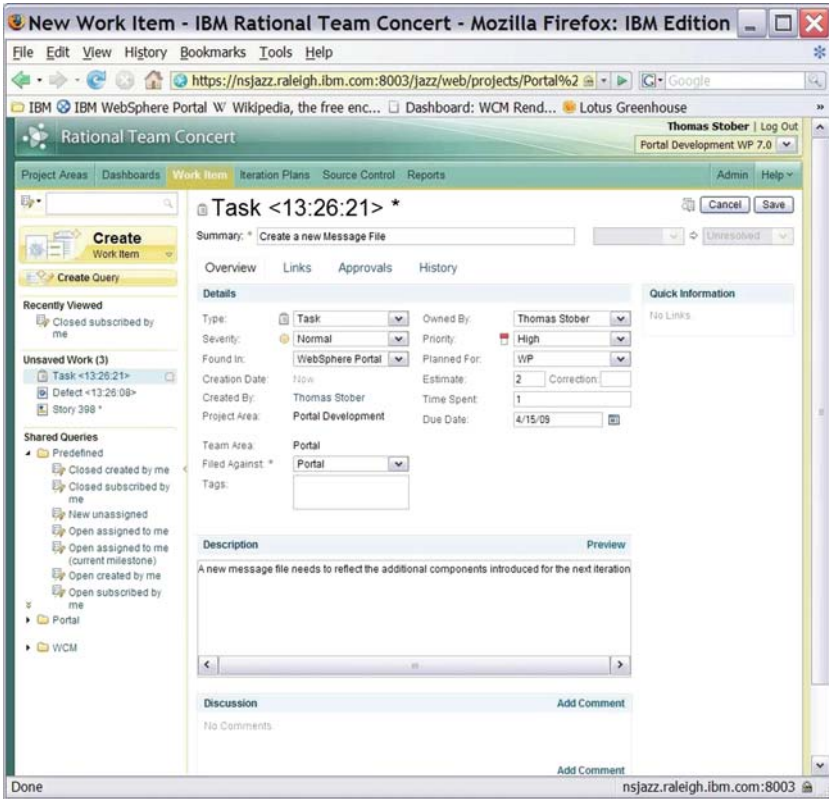 New Work Item - IBM Rational Team Concert - Mozilla Firefox: IBM Edition
File Edit View History Bookmarks Tools Help
https://nsjazz.raleigh.ibm.com:8003/jazz/web/projects/Portal%2 Google
IBM IBM WebSphere Portal W Wikipedia, the free enc... Dashboard: WCM Rend... Lotus Greenhouse »
Rational Team Concert
Thomas Stober | Log Out
Portal Development WP 7.0
Project Areas Dashboards Work Item Iteration Plans Source Control Reports Admin Help
Create
Work Item
Create Query
Recently Viewed
Closed subscribed by
me
Unsaved Work (3)
Task <13:26:21>
Defect <13:26:08>
Story 398 *
Shared Queries
Predefined
Closed created by me
Closed subscribed by
me
New unassigned
Open assigned to me
Open assigned to me
(current milestone)
Open created by me
Open subscribed by
me
Portal
WCM
Task <13:26:21> *
Cancel Save
Summary: * Create a new Message File
Unresolved
Overview Links Approvals History
Details
Type: Task Owned By: Thomas Stober
Severity: Normal Priority: High
Found In: WebSphere Portal Planned For: WP
Creation Date: Now Estimate: 2 Correction:
Created By: Thomas Stober Time Spent: 1
Project Area: Portal Development Due Date: 4/15/09
Team Area: Portal
Filed Against: * Portal
Tags:
Quick Information
No Links
Description Preview
A new message file needs to reflect the additional components introduced for the next iteration
Discussion Add Comment
No Comments
Add Comment
Done nsjazz.raleigh.ibm.com:8003